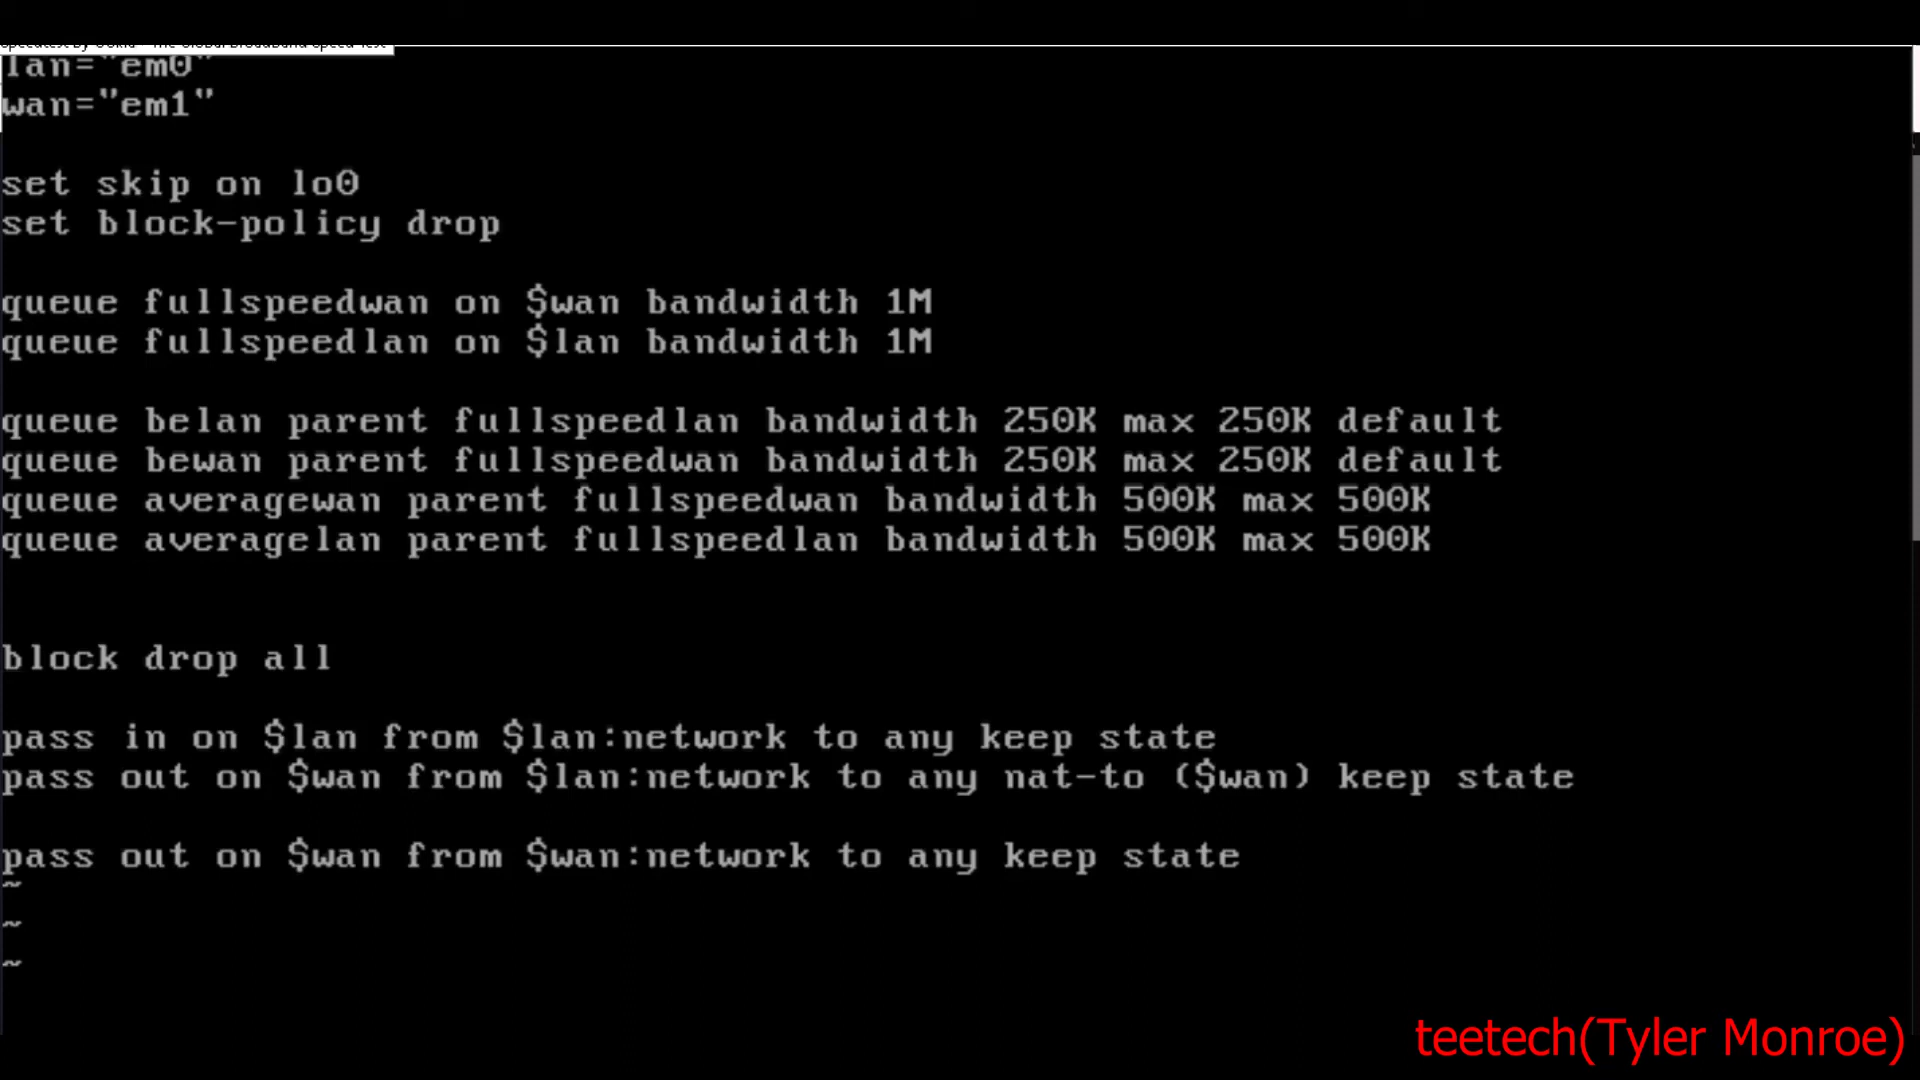 lan="em0"
wan="em1"
set skip on lo0
set block-policy drop
queue fullspeedwan on $wan bandwidth 1M
queue fullspeedlan on $lan bandwidth 1M
queue belan parent fullspeedlan bandwidth 250K max 250K default
queue bewan parent fullspeedwan bandwidth 250K max 250K default
queue averagewan parent fullspeedwan bandwidth 500K max 500K
queue averagelan parent fullspeedlan bandwidth 500K max 500K
block drop all
pass in on $lan from $lan:network to any keep state
pass out on $wan from $lan:network to any nat-to ($wan) keep state
pass out on $wan from $wan:network to any keep state
~
~
~
teetech(Tyler Monroe)